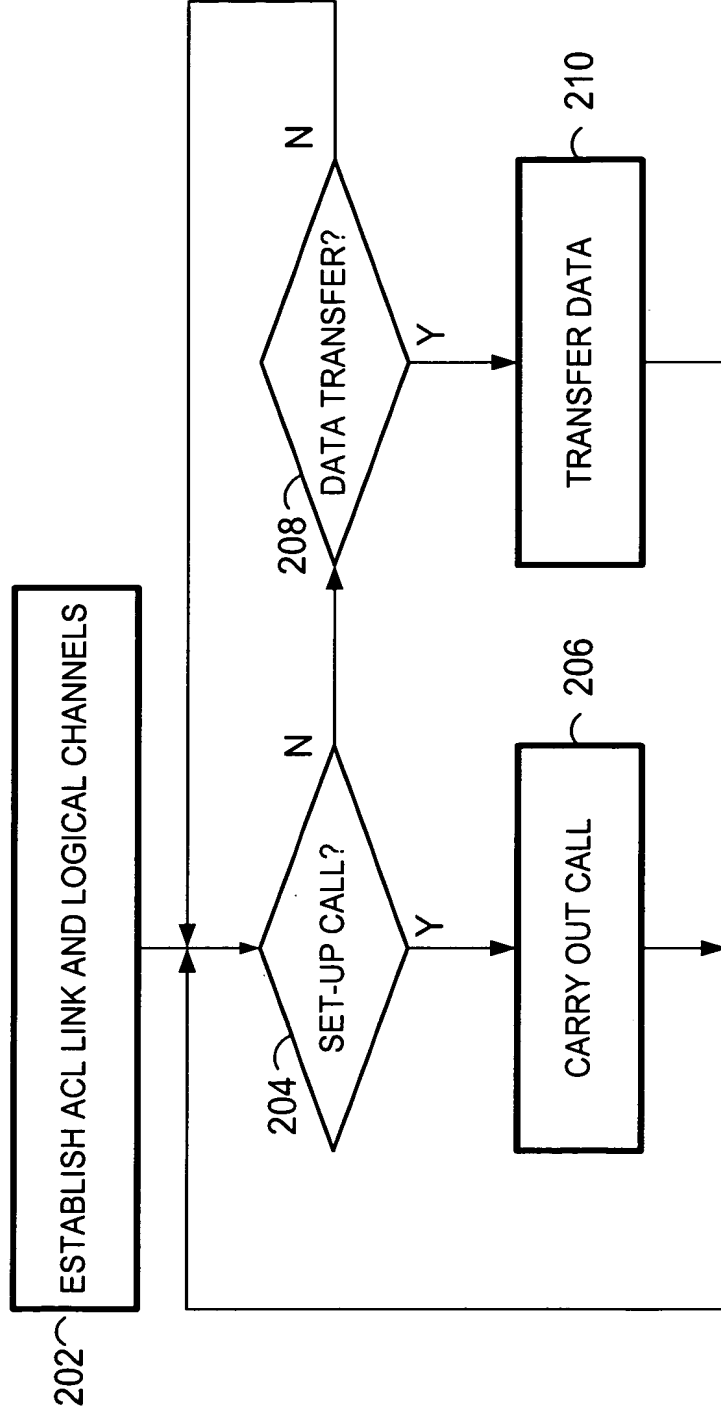 202
ESTABLISH ACL LINK AND LOGICAL CHANNELS
204
SET-UP CALL?
N
Y
208
DATA TRANSFER?
N
Y
CARRY OUT CALL
206
TRANSFER DATA
210